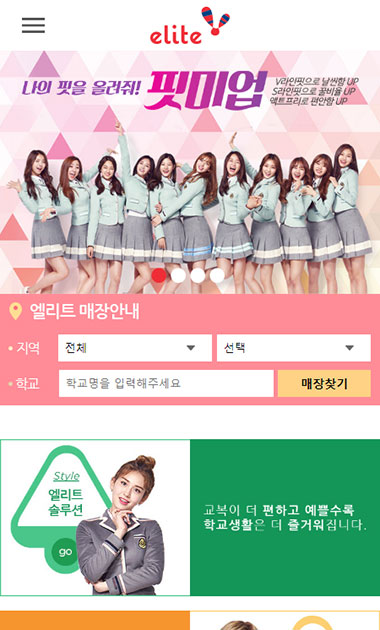 elite
나의 핏을 올려줘! 핏미업
V라인핏으로 날씬함 UP
S라인핏으로 꿀비율 UP
액트프리로 편안함 UP
엘리트 매장안내
• 지역 전체 선택
• 학교 학교명을 입력해주세요 매장찾기
Style
엘리트
솔루션
go
교복이 더 편하고 예쁠수록
학교생활은 더 즐거워집니다.